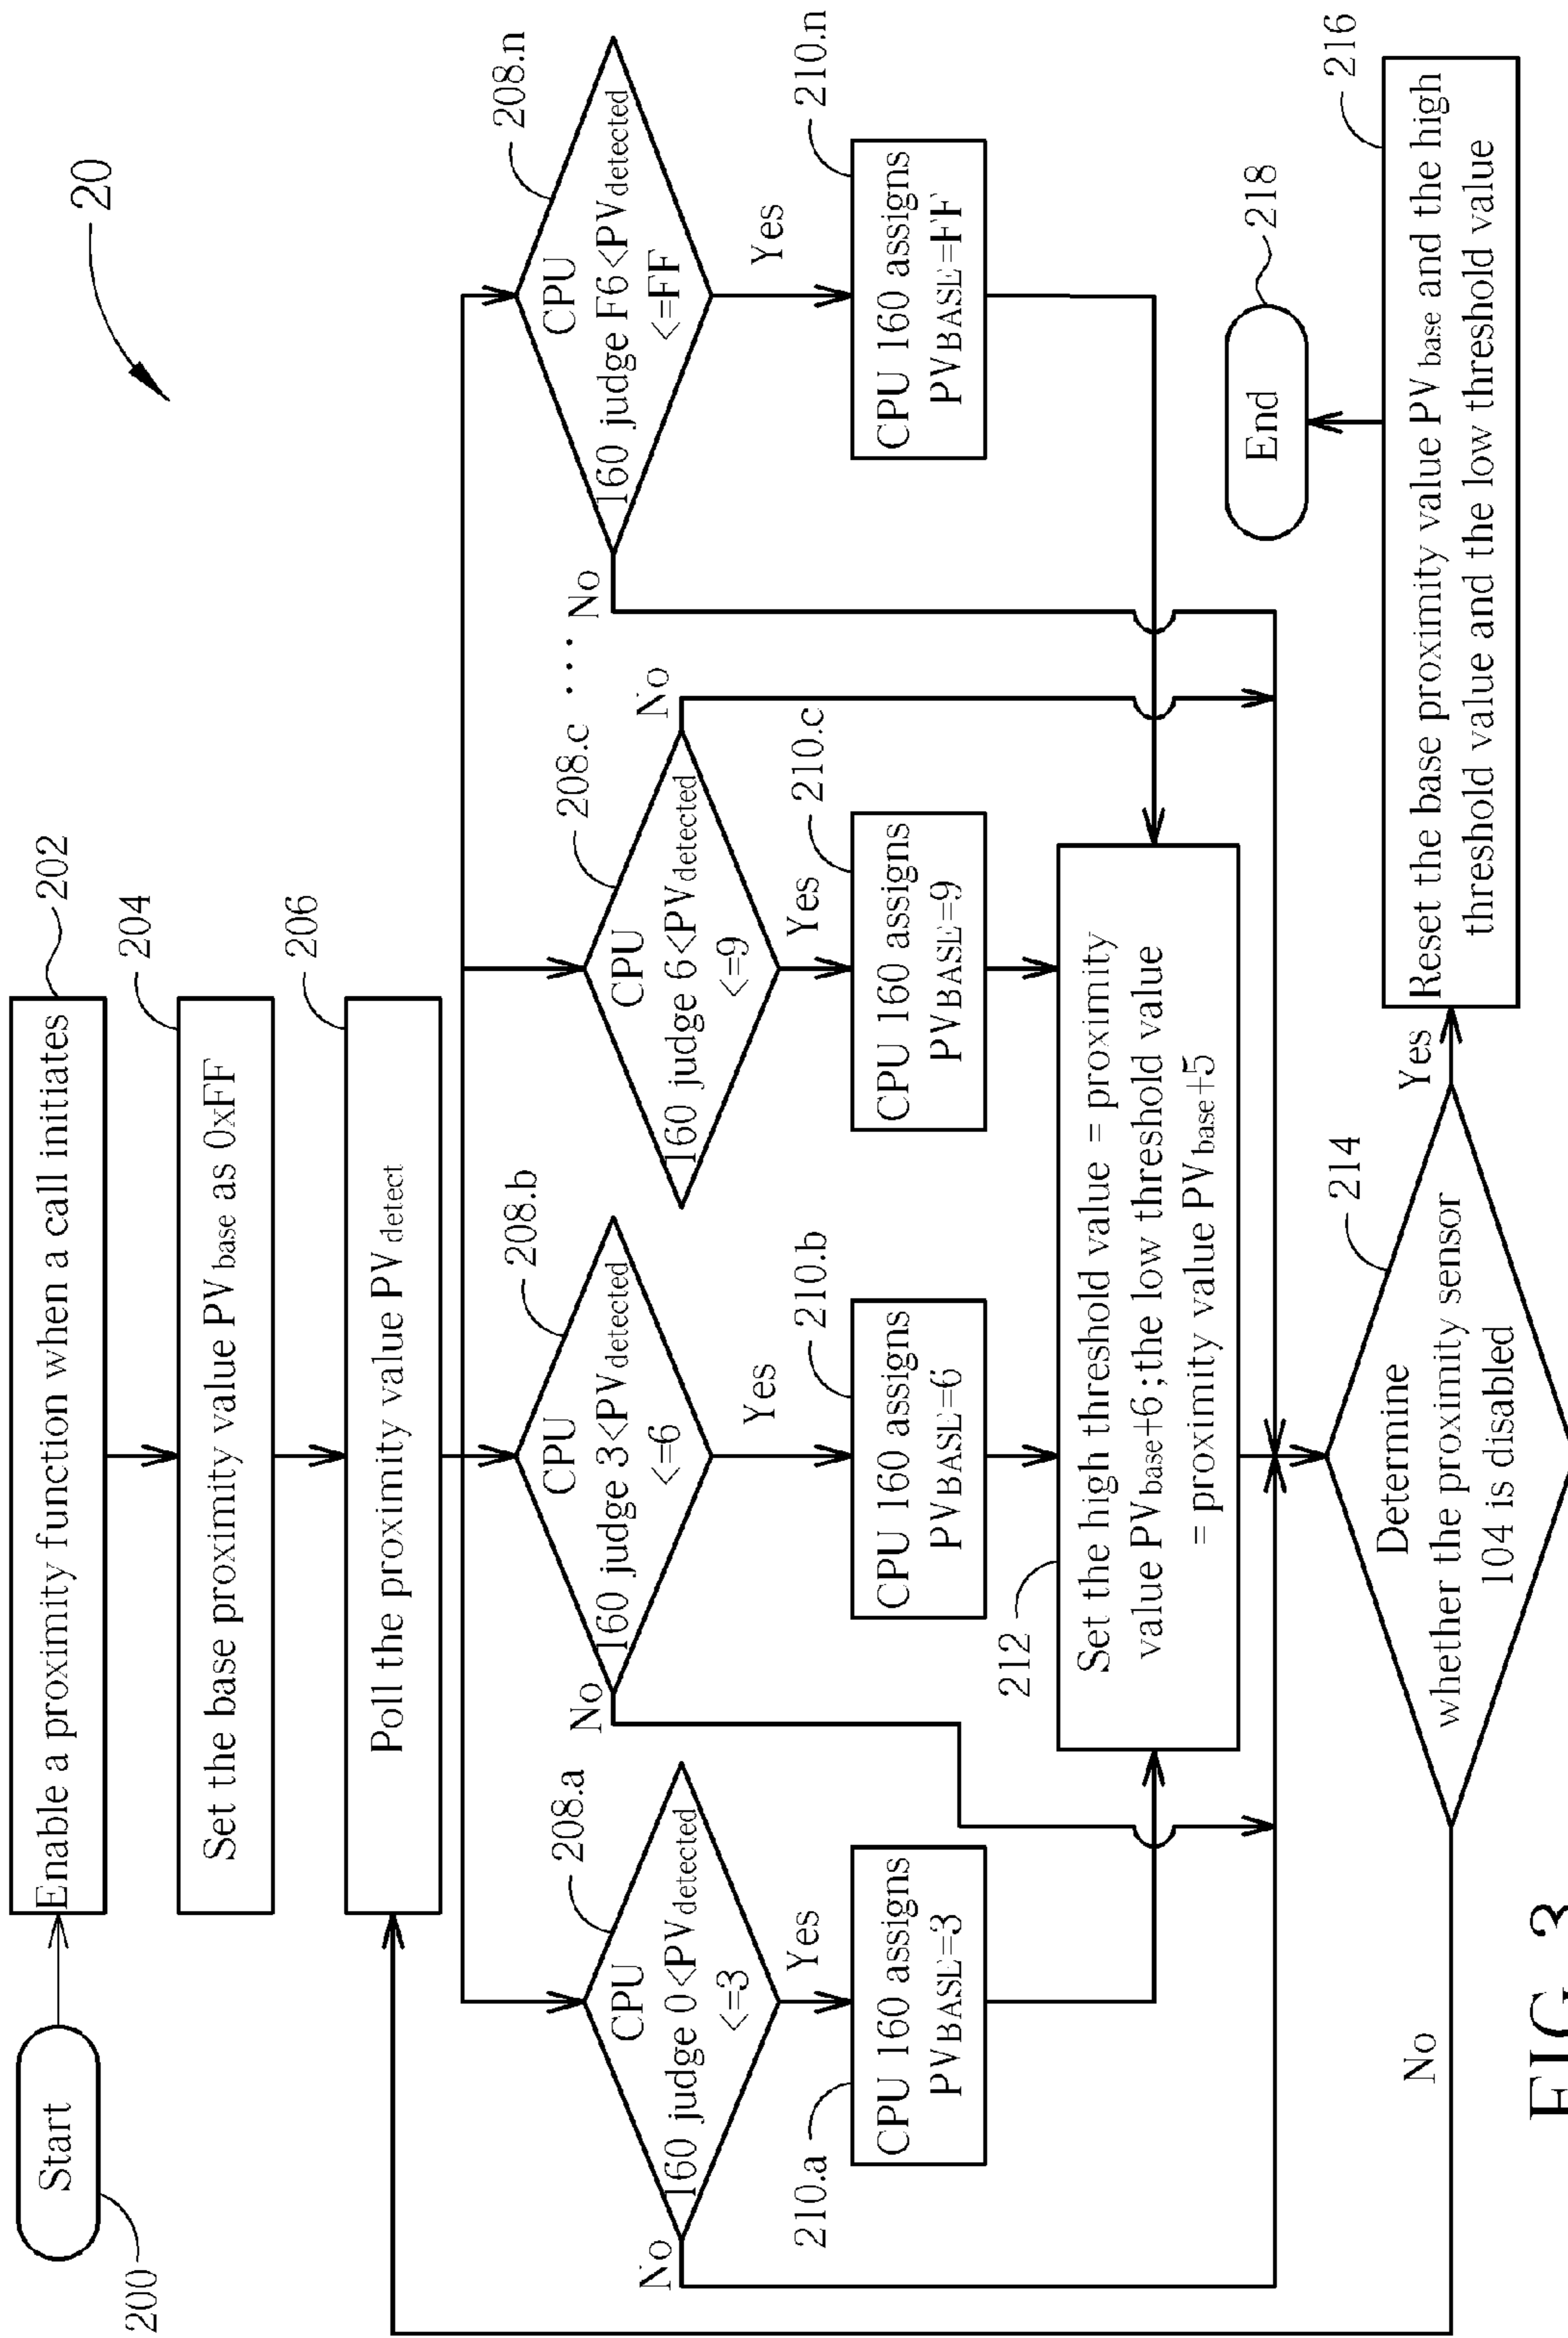 20
Start
200
Enable a proximity function when a call initiates
202
Set the base proximity value PVbase as 0xFF
204
Poll the proximity value PVdetect
206
CPU
160 judge 0<PVdetected
<=3
208.a
No
Yes
CPU
160 judge 3<PVdetected
<=6
208.b
No
Yes
CPU
160 judge 6<PVdetected
<=9
208.c
No
Yes
....
CPU
160 judge F6<PVdetected
<=FF
208.n
No
Yes
CPU 160 assigns
PVBASE=3
210.a
CPU 160 assigns
PVBASE=6
210.b
CPU 160 assigns
PVBASE=9
210.c
CPU 160 assigns
PVBASE=FF
210.n
Set the high threshold value = proximity
value PVbase+6;the low threshold value
= proximity value PVbase+5
212
Determine
whether the proximity sensor
104 is disabled
214
No
Yes
Reset the base proximity value PVbase and the high
threshold value and the low threshold value
216
End
218
FIG. 3